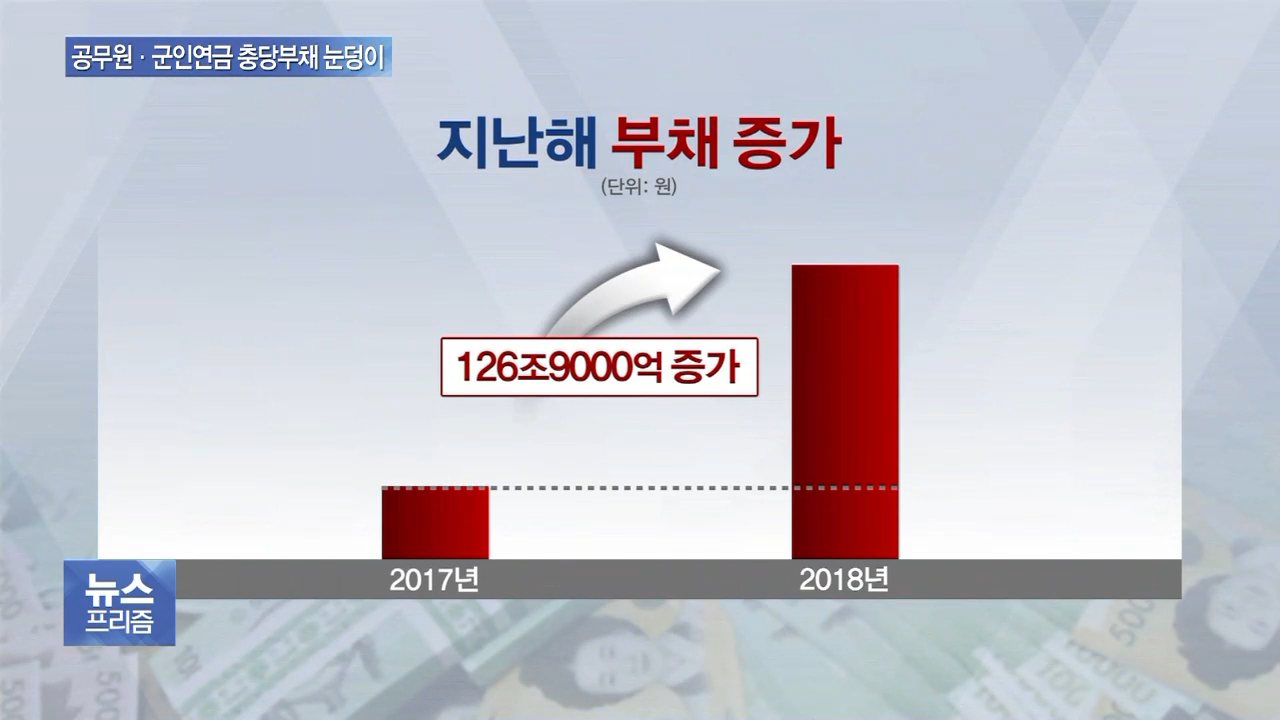 공무원·군인연금 충당부채 눈덩이
지난해 부채 증가
(단위: 원)
126조9000억 증가
2017년
2018년
뉴스
프리즘